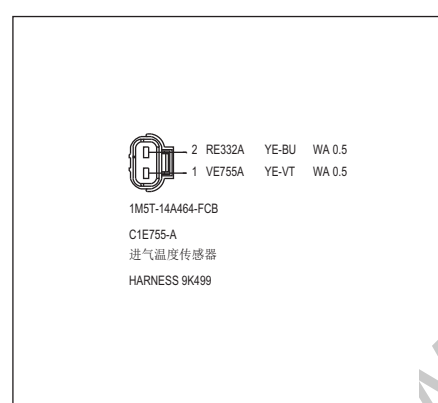 2 RE332A YE-BU WA 0.5
1 VE755A YE-VT WA 0.5
1M5T-14A464-FCB
C1E755-A
进气温度传感器
HARNESS 9K499